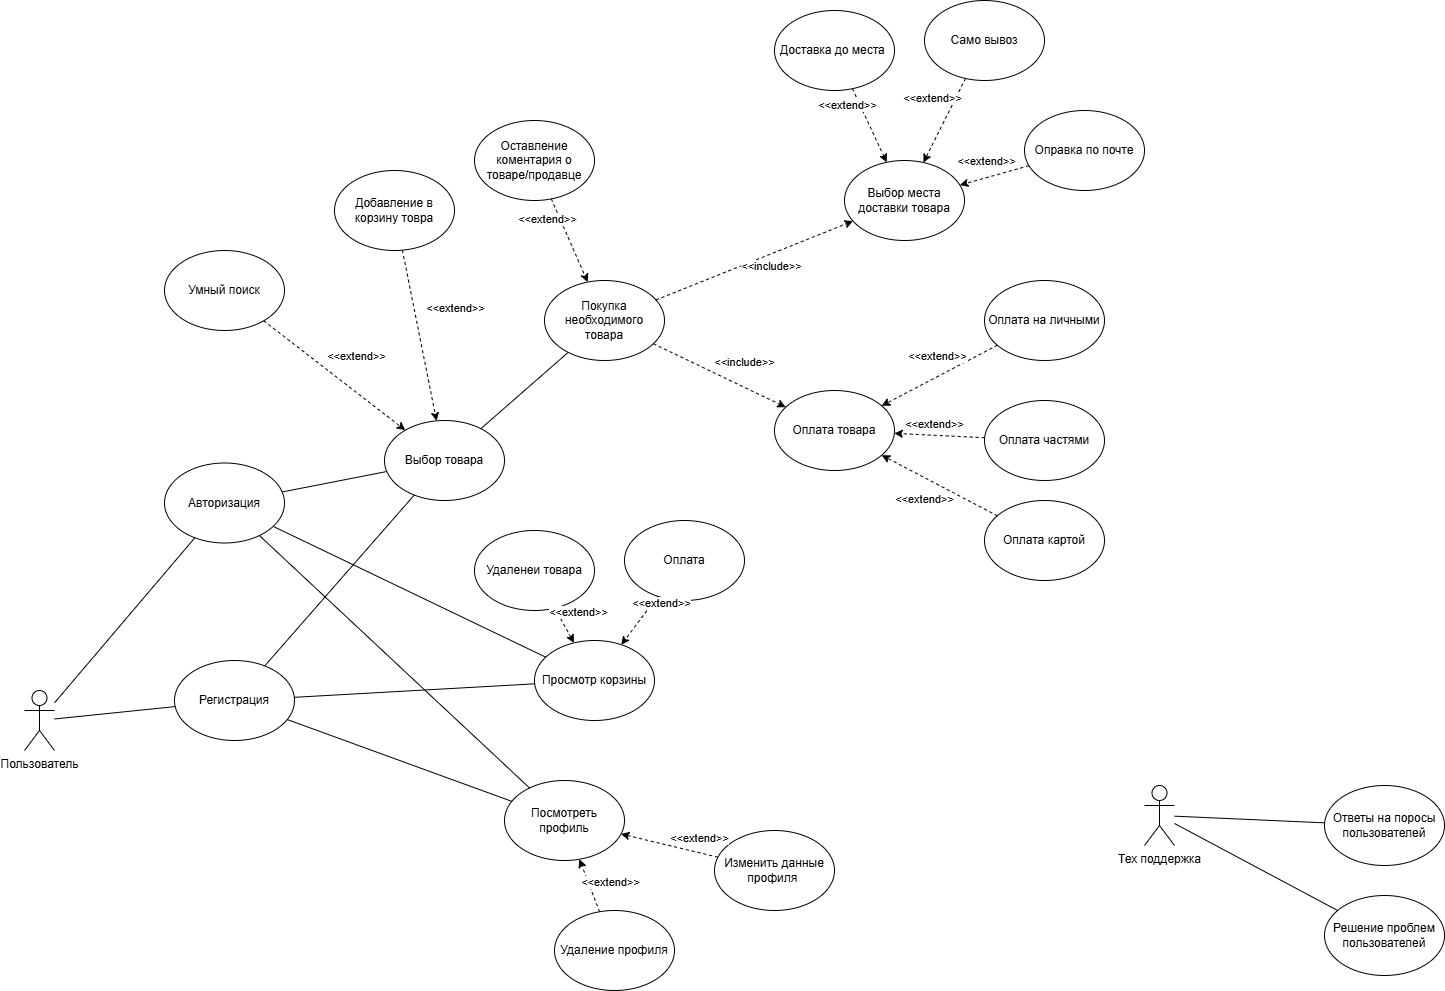 Доставка до места
<<extend>>
Само вывоз
<<extend>>
Оправка по почте
<<extend>>
Выбор места
доставки товара
Оставление
коментария о
товаре/продавце
<<extend>>
Добавление в
корзину товра
<<extend>>
Умный поиск
<<extend>>
Покупка
необходимого
товара
<<include>>
<<include>>
Оплата на личными
<<extend>>
Оплата товара
Оплата частями
<<extend>>
Оплата картой
<<extend>>
Выбор товара
Авторизация
Удаленеи товара
<<extend>>
Оплата
<<extend>>
Просмотр корзины
Регистрация
Пользователь
Посмотреть
профиль
<<extend>>
Изменить данные
профиля
<<extend>>
Удаление профиля
Тех поддержка
Ответы на поросы
пользователей
Решение проблем
пользователей